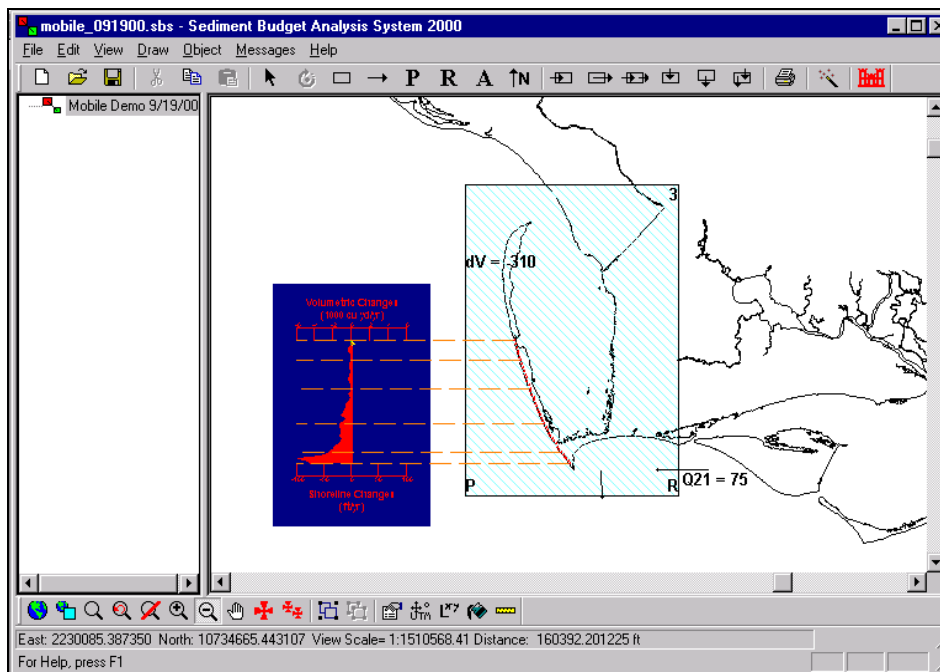 mobile_091900.sbs - Sediment Budget Analysis System 2000
File Edit View Draw Object Messages Help
P R A N
Mobile Demo 9/19/00
3
dV = -310
Volumetric Changes
(1000 cu yd/yr)
Shoreline Changes
(ft/yr)
P
R
Q21 = 75
UTM XY
East: 2230085.387350 North: 10734665.443107 View Scale= 1:1510568.41 Distance: 160392.201225 ft
For Help, press F1